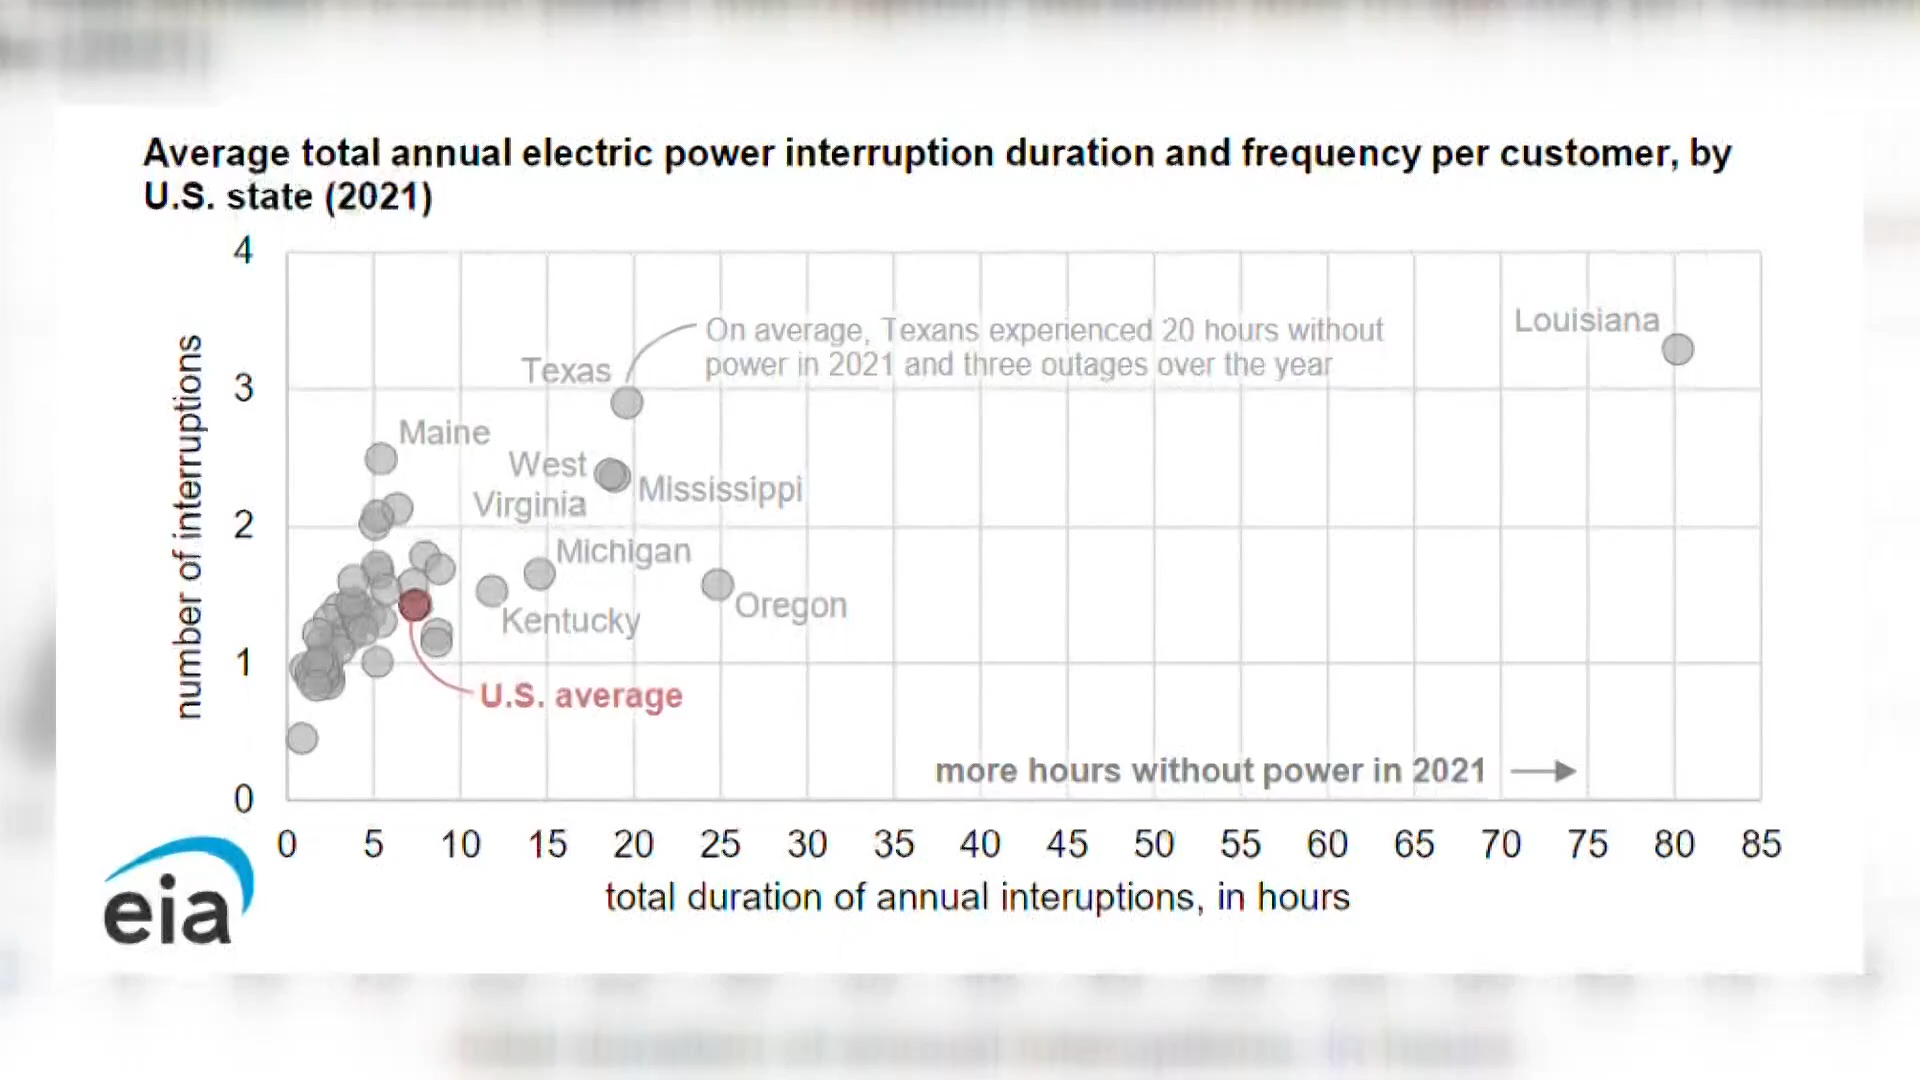 Average total annual electric power interruption duration and frequency per customer, by
U.S. state (2021)
4
3
2
1
0
number of interruptions
On average, Texans experienced 20 hours without
power in 2021 and three outages over the year
Louisiana
Texas
Maine
West
Virginia
Mississippi
Michigan
Kentucky
Oregon
U.S. average
more hours without power in 2021
0 5 10 15 20 25 30 35 40 45 50 55 60 65 70 75 80 85
total duration of annual interuptions, in hours
eia